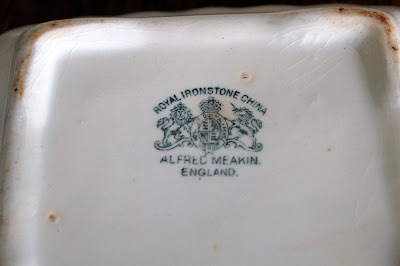 ROYAL IRONSTONE CHINA
ALFRED MEAKIN.
ENGLAND.